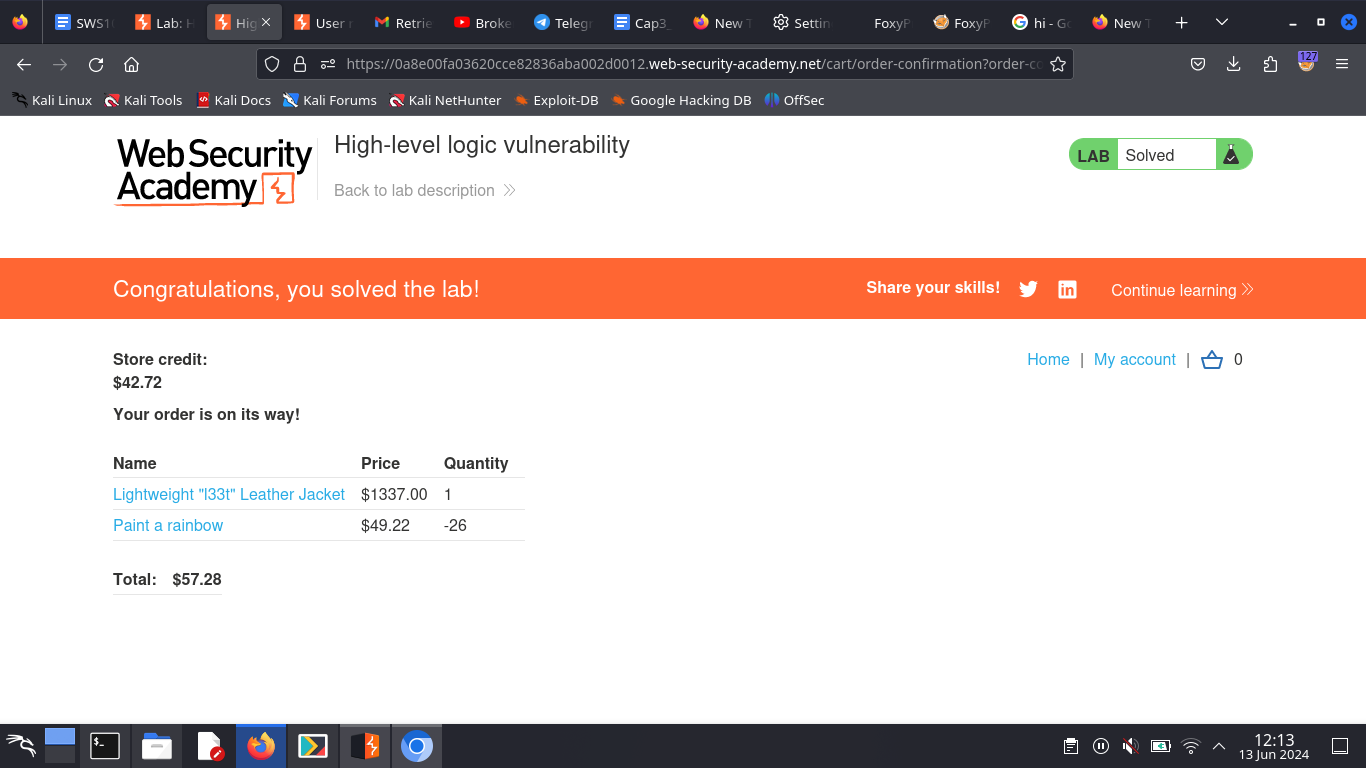 SWS1 Lab: H Hig User r Retrie Broke Telegr Cap3_ New T Settin FoxyP FoxyP hi - Go New T
https://0a8e00fa03620cce82836aba002d0012.web-security-academy.net/cart/order-confirmation?order-cc 127
Kali Linux Kali Tools Kali Docs Kali Forums Kali NetHunter Exploit-DB Google Hacking DB OffSec
Web Security
Academy
High-level logic vulnerability
Back to lab description
LAB Solved
Congratulations, you solved the lab!
Share your skills!
Continue learning
Store credit:
$42.72
Home | My account | 0
Your order is on its way!
Name Price Quantity
Lightweight "l33t" Leather Jacket $1337.00 1
Paint a rainbow $49.22 -26
Total: $57.28
12:13
13 Jun 2024